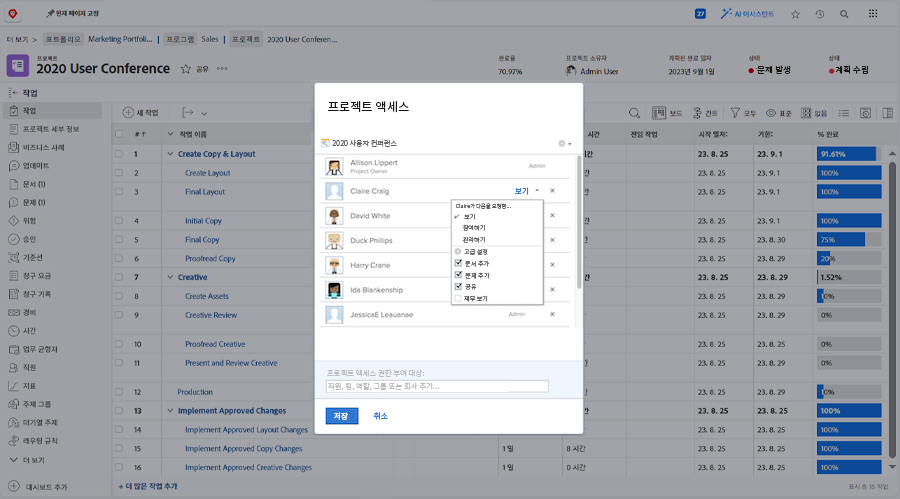 현재 페이지 고정
27
AI 어시스턴트
더 보기 > 포트폴리오 Marketing Portfolio... > 프로그램 Sales > 프로젝트 2020 User Conferen...
프로젝트
2020 User Conference
공유
완료율
70.97%
프로젝트 소유자
Admin User
계획된 완료 일자
2023년 9월 1일
상태
문제 발생
상태
계획 수립
작업
작업
프로젝트 세부 정보
비즈니스 사례
업데이트
문서 (1)
문제 (1)
위험
승인
기준선
청구 요금
청구 기록
경비
시간
업무 균형자
직원
지표
주제 그룹
대기열 주제
라우팅 규칙
더 보기
대시보드 추가
새 작업
보드
간트
모두
표준
없음
# 작업 이름 시간 전임 작업 시작 열자: 기한: % 완료
1 Create Copy & Layout 시간 23. 8. 25 23. 9. 1 91.61%
2 Create Layout 23. 8. 25 23. 9. 1 100%
3 Final Layout 23. 8. 25 23. 9. 1 100%
4 Initial Copy 23. 8. 25 23. 9. 1 100%
5 Final Copy 23. 8. 25 23. 8. 30 75%
6 Proofread Copy 23. 8. 25 23. 8. 29 20%
7 Creative 시간 23. 8. 25 23. 8. 29 1.52%
8 Create Assets 23. 8. 25 23. 8. 29 10%
9 Creative Review 23. 8. 25 23. 8. 29 0%
10 Proofread Creative 23. 8. 25 23. 8. 29 0%
11 Present and Review Creative 23. 8. 25 23. 8. 29 0%
12 Production 23. 8. 25 23. 8. 29 10%
13 Implement Approved Changes 23. 8. 25 23. 8. 25 100%
14 Implement Approved Layout Changes 23. 8. 25 23. 8. 25 100%
15 Implement Approved Copy Changes 1 일 8 시간 23. 8. 25 23. 8. 25 100%
16 Implement Approved Creative Changes 1 일 0 시간 23. 8. 25 23. 8. 25 100%
+ 더 많은 작업 추가
표시 중 16 작업
프로젝트 액세스
2020 사용자 컨퍼런스
Allison Lippert
Project Owner
Admin
Claire Craig
보기
David White
Duck Phillips
Harry Crane
Ida Blankenship
JessicaE Leauanae
Admin
Claire가 다음을 요청함...
보기
참여하기
관리하기
고급 설정
문서 추가
문제 추가
공유
재무 보기
프로젝트 액세스 권한 부여 대상:
직원, 팀, 역할, 그룹 또는 회사 추가...
저장
취소